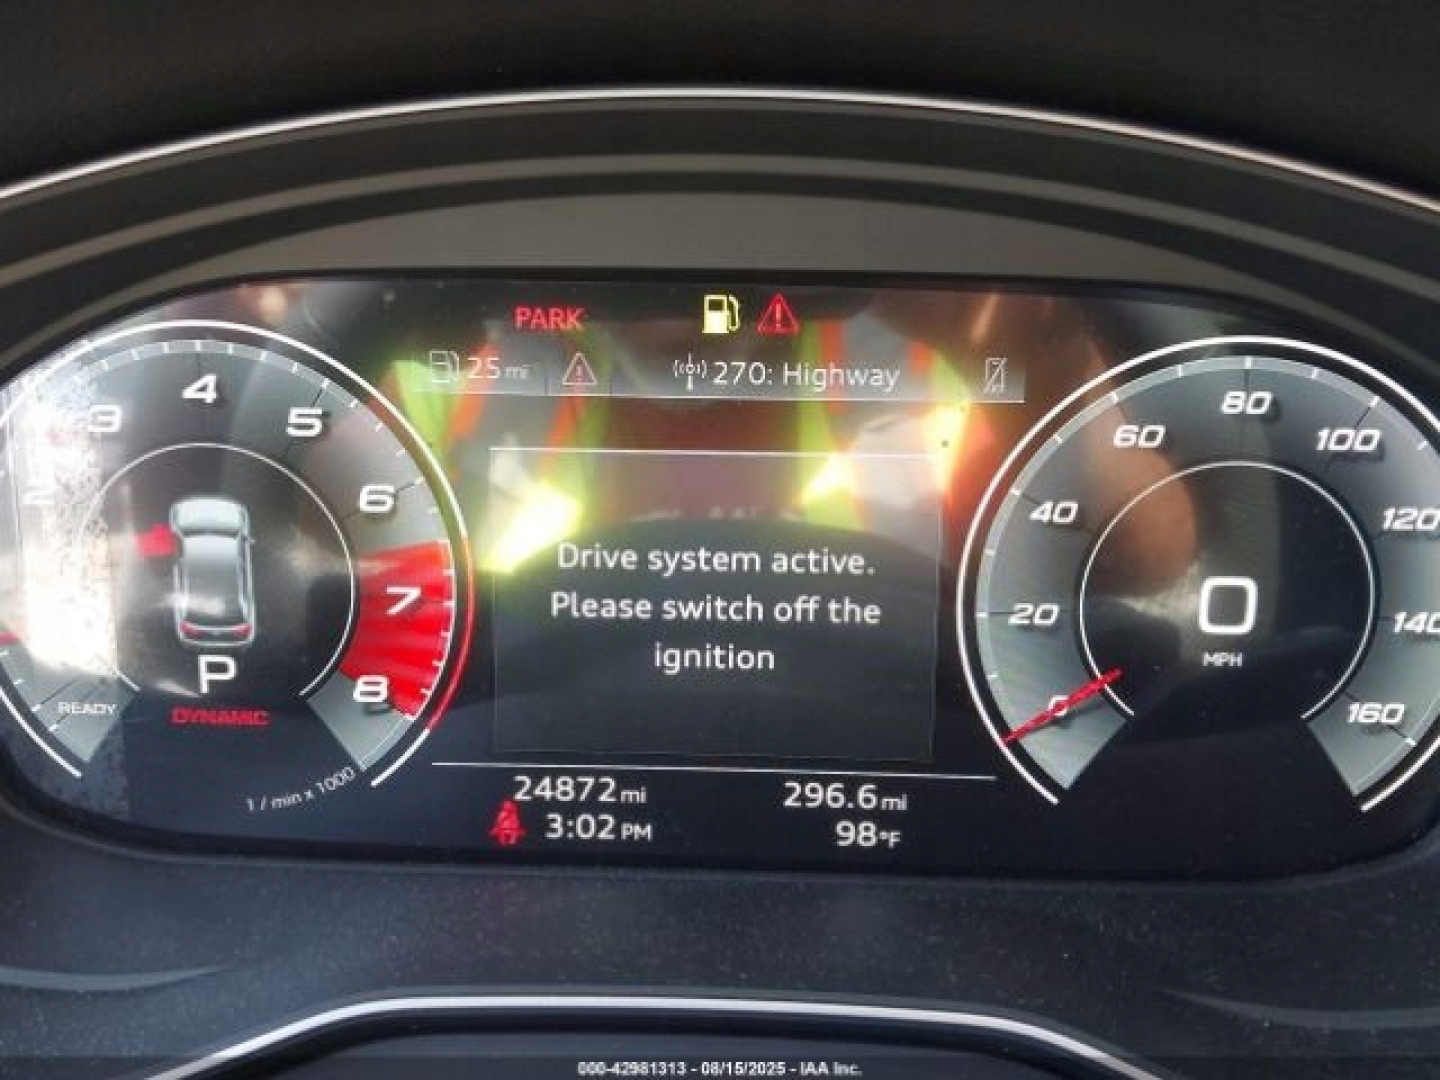 PARK
25 mi
270: Highway
3
4
5
6
7
8
READY
P
DYNAMIC
1 / min x 1000
Drive system active.
Please switch off the
ignition
0
20
40
60
80
100
120
140
160
0
MPH
24872 mi
296.6 mi
3:02 PM
98°F
000-42981313 - 08/15/2025 - IAA Inc.